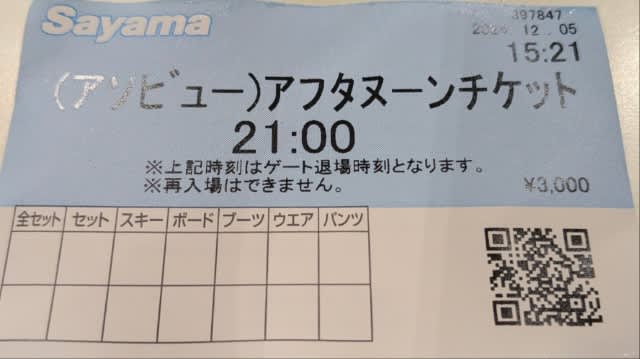 Sayama
397847
2024.12.05
15:21
(アソビュー)アフタヌーンチケット
21:00
※上記時刻はゲート退場時刻となります。
※再入場はできません。
¥3,000
全セット セット スキー ボード ブーツ ウエア パンツ